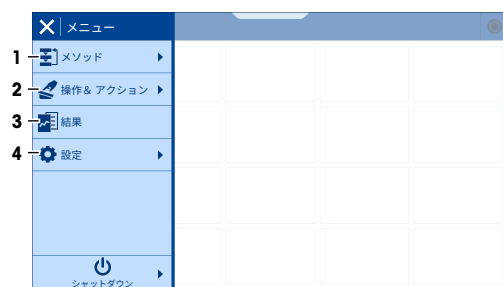 メニュー
1 メソッド
2 操作& アクション
3 結果
4 設定
シャットダウン